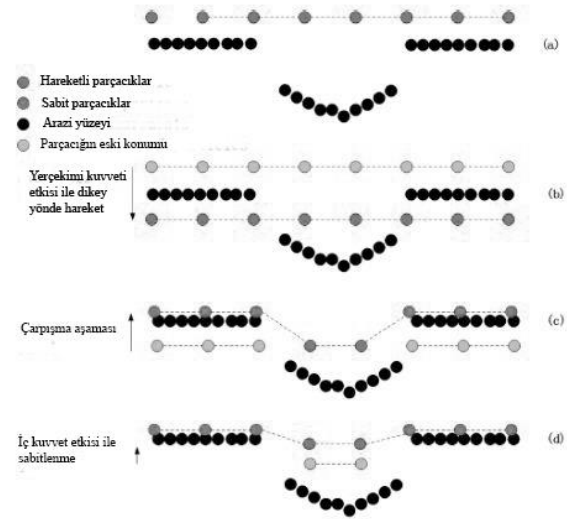 (a)
Hareketli parçacıklar
Sabit parçacıklar
Arazi yüzeyi
Parçacığın eski konumu
Yerçekimi kuvveti
etkisi ile dikey
yönde hareket
(b)
Çarpışma aşaması
(c)
İç kuvvet etkisi ile
sabitlenme
(d)